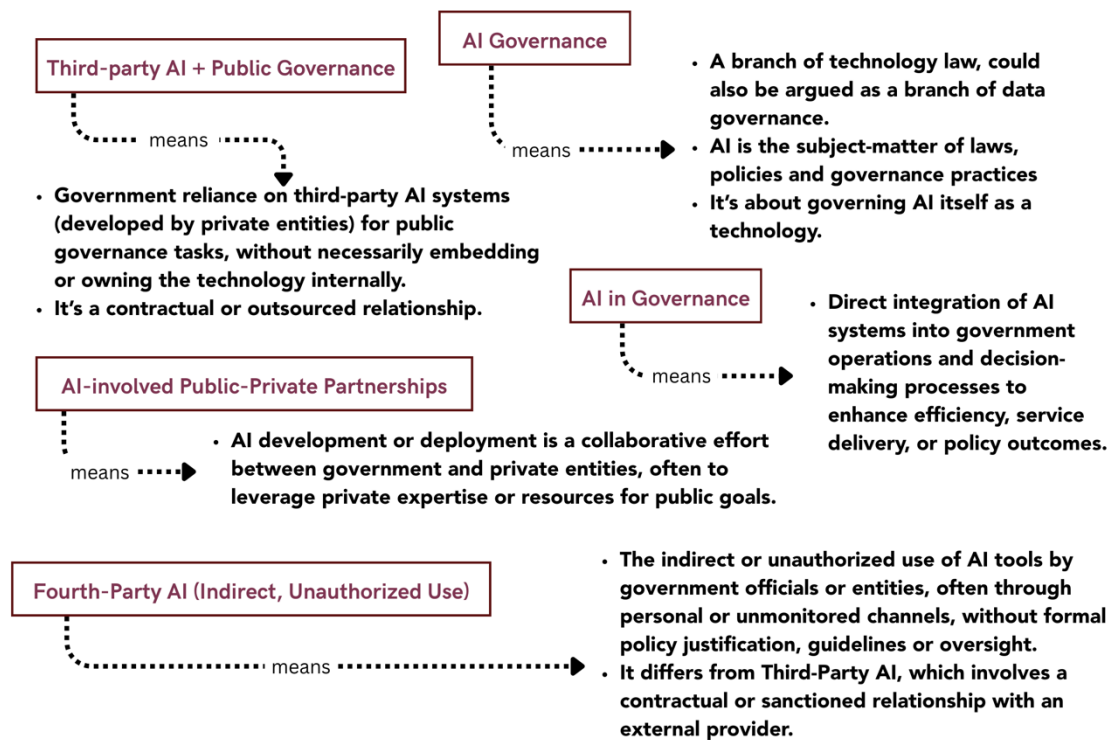 Third-party AI + Public Governance
means
• Government reliance on third-party AI systems
(developed by private entities) for public
governance tasks, without necessarily embedding
or owning the technology internally.
• It's a contractual or outsourced relationship.
AI Governance
means
• A branch of technology law, could
also be argued as a branch of data
governance.
• AI is the subject-matter of laws,
policies and governance practices
• It's about governing AI itself as a
technology.
AI in Governance
means
• Direct integration of AI
systems into government
operations and decision-
making processes to
enhance efficiency, service
delivery, or policy outcomes.
AI-involved Public-Private Partnerships
means
• AI development or deployment is a collaborative effort
between government and private entities, often to
leverage private expertise or resources for public goals.
Fourth-Party AI (Indirect, Unauthorized Use)
means
• The indirect or unauthorized use of AI tools by
government officials or entities, often through
personal or unmonitored channels, without formal
policy justification, guidelines or oversight.
• It differs from Third-Party AI, which involves a
contractual or sanctioned relationship with an
external provider.